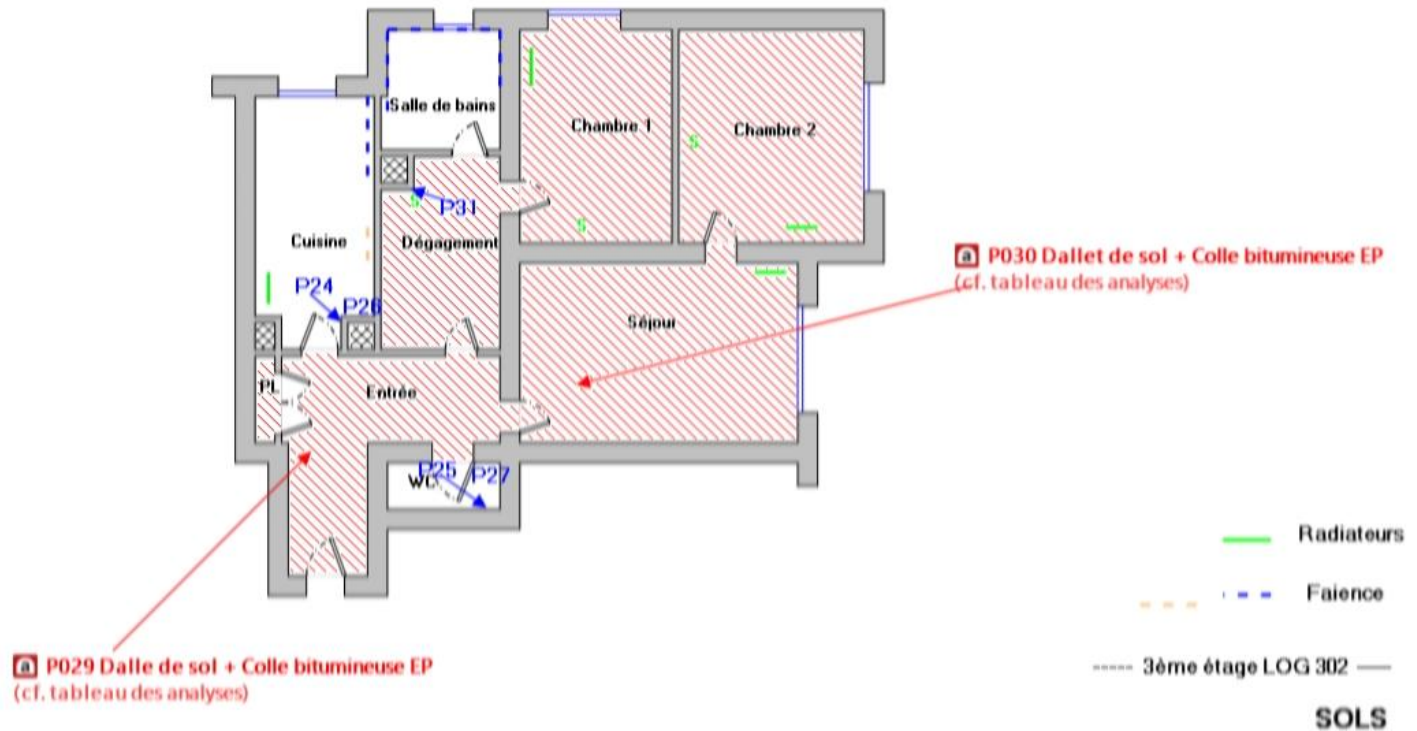 Salle de bains
Chambre 1
Chambre 2
S
P31
S
S
Cuisine
Dégagement
a P030 Dallet de sol + Colle bitumineuse EP
(cf. tableau des analyses)
P24
P26
Séjour
PL
Entrée
P25
P27
WC
Radiateurs
Faience
a P029 Dalle de sol + Colle bitumineuse EP
(cf. tableau des analyses)
3ème étage LOG 302
SOLS